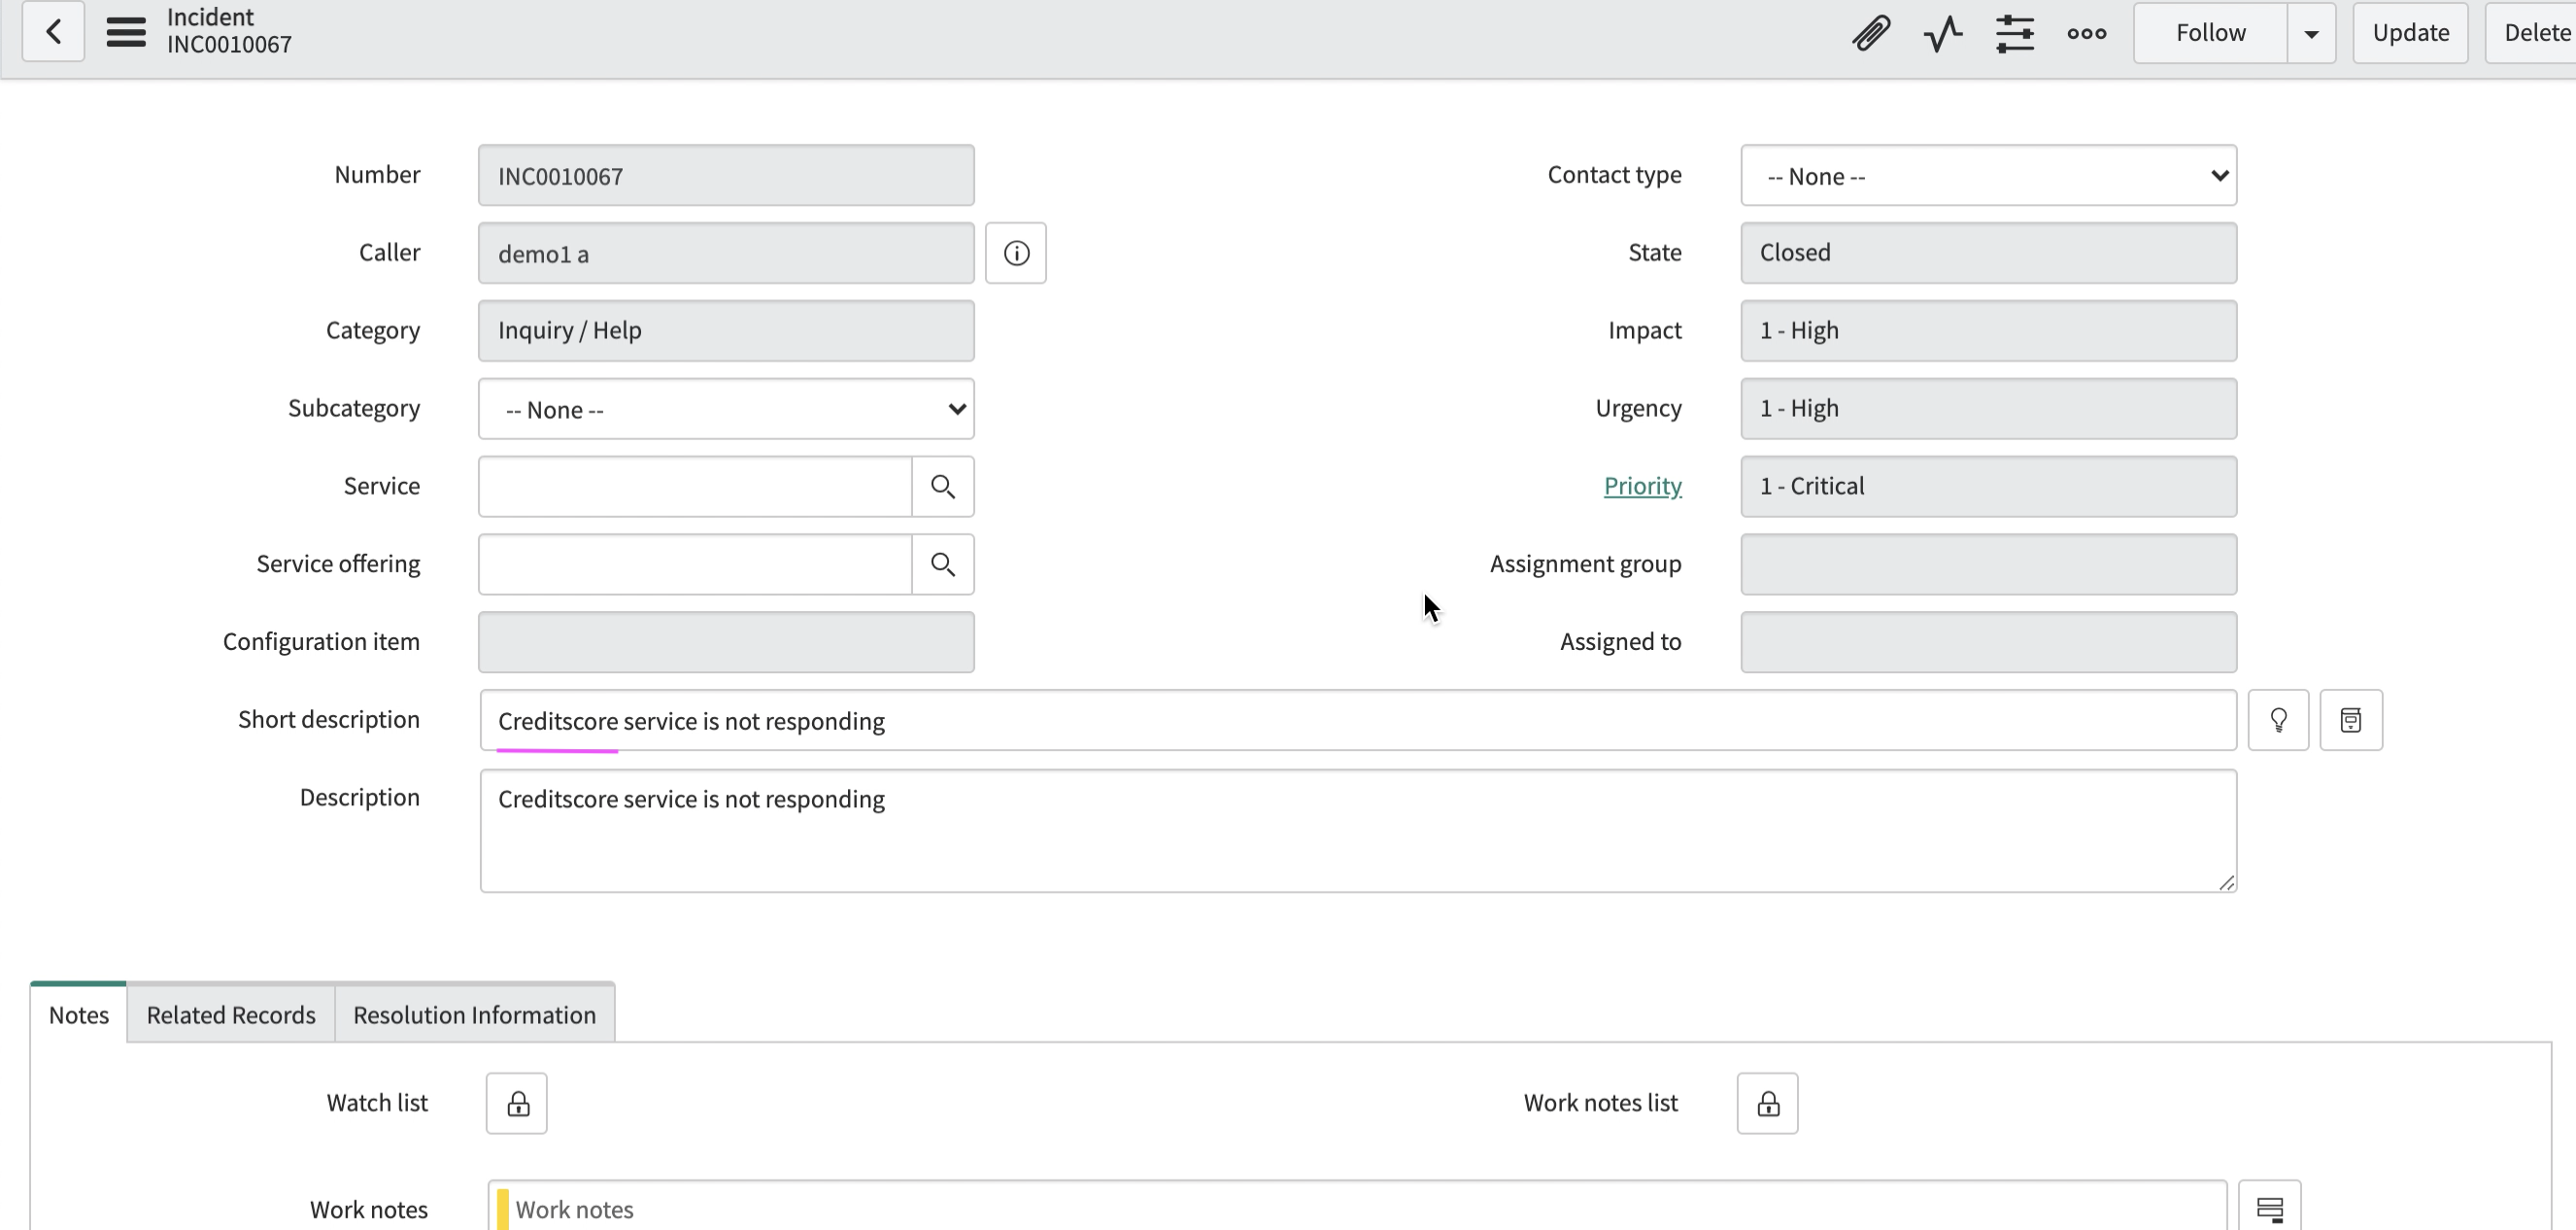 Incident
INC0010067
Follow
Update
Delete
Number
INC0010067
Contact type
-- None --
Caller
demo1 a
State
Closed
Category
Inquiry / Help
Impact
1 - High
Subcategory
-- None --
Urgency
1 - High
Service
Priority
1 - Critical
Service offering
Assignment group
Configuration item
Assigned to
Short description
Creditscore service is not responding
Description
Creditscore service is not responding
Notes
Related Records
Resolution Information
Watch list
Work notes list
Work notes
Work notes